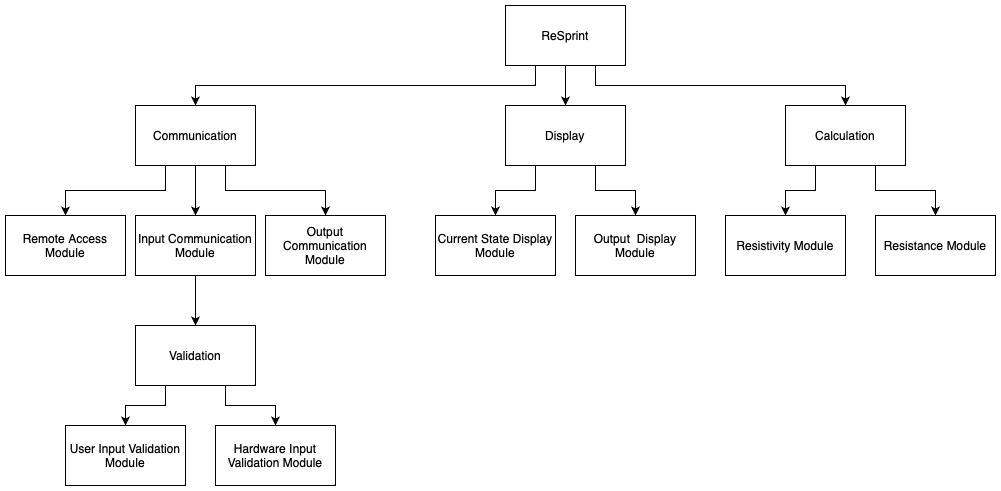 ReSprint
Communication
Display
Calculation
Remote Access
Module
Input Communication
Module
Output
Communication
Module
Current State Display
Module
Output Display
Module
Resistivity Module
Resistance Module
Validation
User Input Validation
Module
Hardware Input
Validation Module